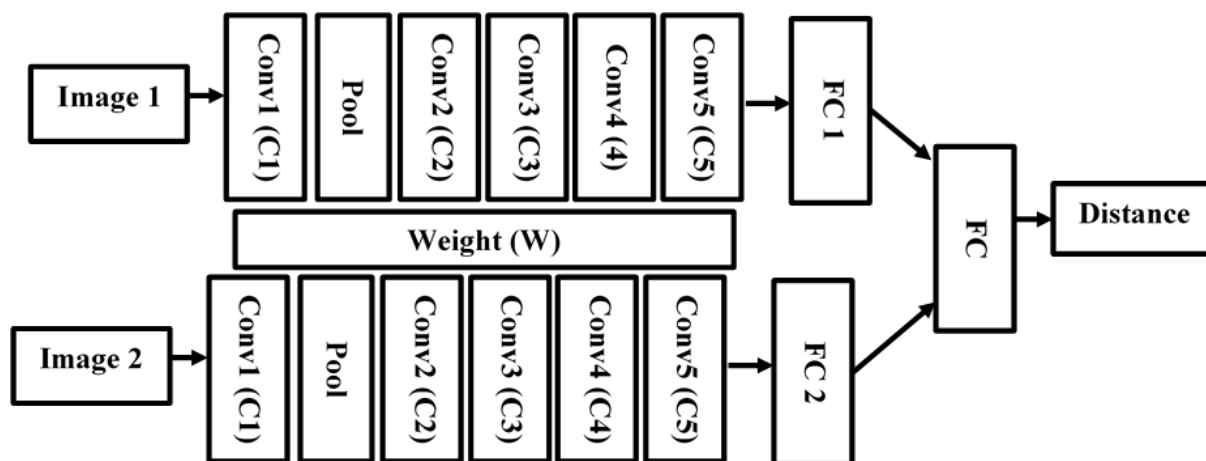 Image 1
Conv1 (C1)
Pool
Conv2 (C2)
Conv3 (C3)
Conv4 (4)
Conv5 (C5)
FC 1
Weight (W)
FC
Distance
Image 2
Conv1 (C1)
Pool
Conv2 (C2)
Conv3 (C3)
Conv4 (C4)
Conv5 (C5)
FC 2